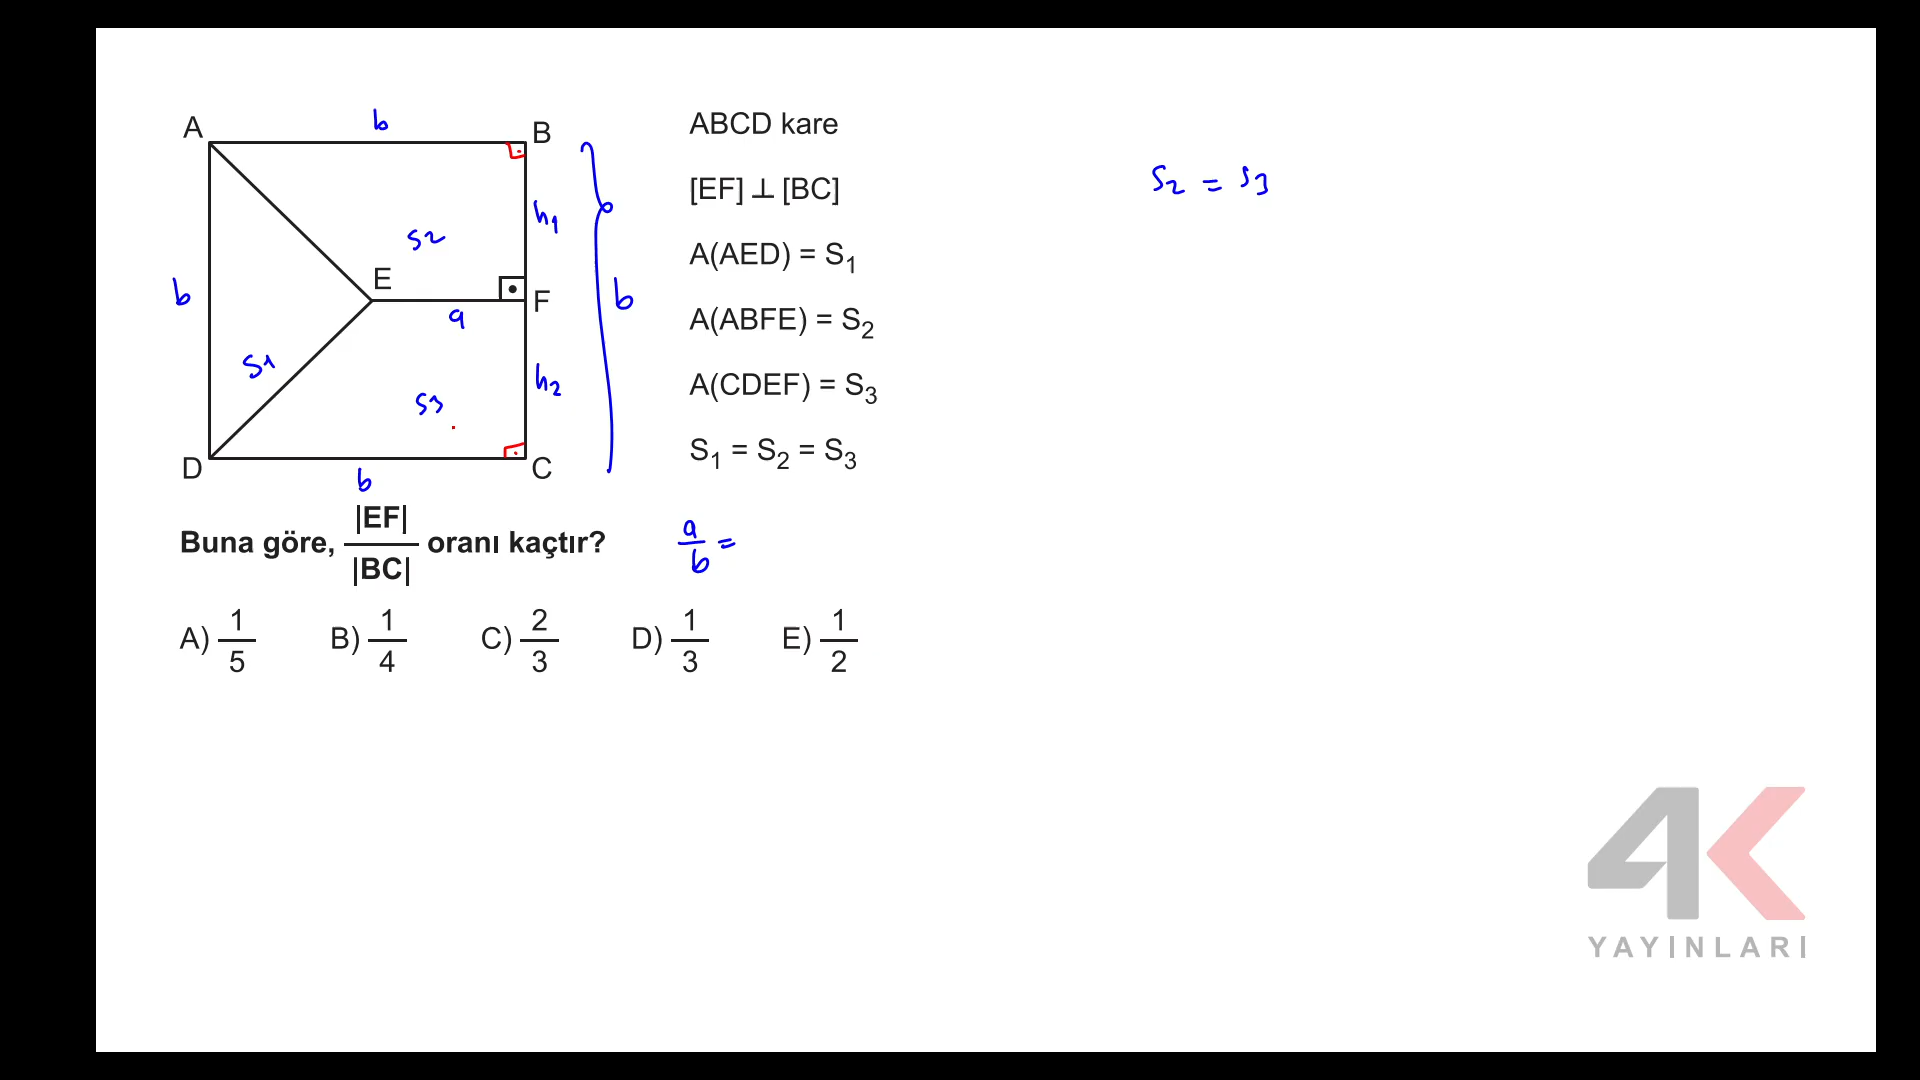 b
A
B
ABCD kare
[EF] ⊥ [BC]
S2 = S3
h1
S2
A(AED) = S1
E
b
F
b
a
A(ABFE) = S2
S1
h2
S3
A(CDEF) = S3
D
C
b
S1 = S2 = S3
Buna göre, |EF| / |BC| oranı kaçtır?
a/b =
A) 1/5 B) 1/4 C) 2/3 D) 1/3 E) 1/2
4K
YAYINLARI